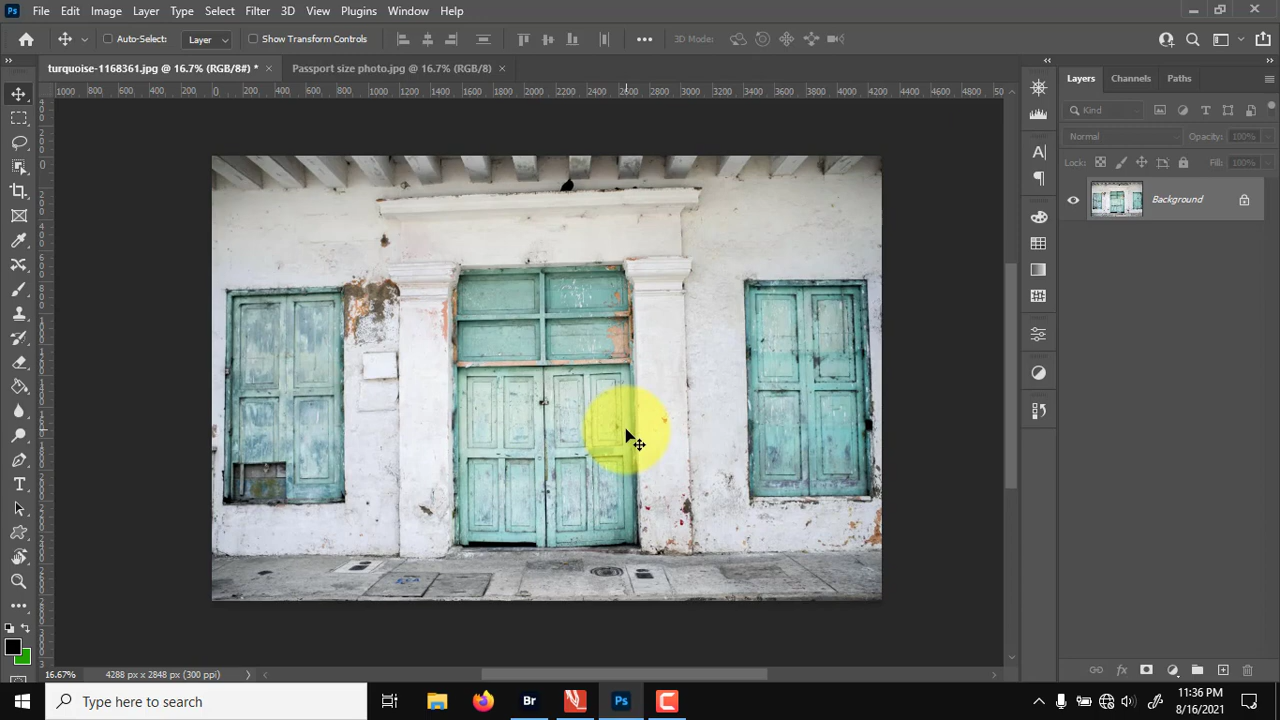 Ps File Edit Image Layer Type Select Filter 3D View Plugins Window Help
Auto-Select: Layer Show Transform Controls 3D Mode:
turquoise-1168361.jpg @ 16.7% (RGB/8#) * × Passport size photo.jpg @ 16.7% (RGB/8) ×
1000 800 600 400 200 0 200 400 600 800 1000 1200 1400 1600 1800 2000 2200 2400 2600 2800 3000 3200 3400 3600 3800 4000 4200 4400 4600 4800
Layers Channels Paths
Kind
Normal Opacity: 100%
Lock: Fill: 100%
Background
16.67% 4288 px x 2848 px (300 ppi)
Type here to search
Br Ps
11:36 PM
8/16/2021